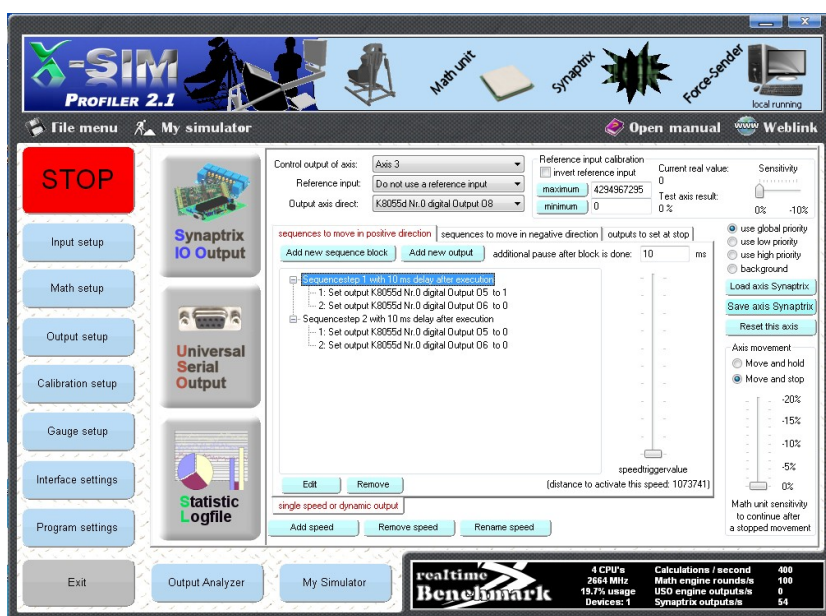 X-SIM
PROFILER 2.1
Math unit
Synaptrix
Force-Sender
local running
File menu
My simulator
Open manual
www
Weblink
STOP
Input setup
Math setup
Output setup
Calibration setup
Gauge setup
Interface settings
Program settings
Exit
Synaptrix
IO Output
Universal
Serial
Output
Statistic
Logfile
Control output of axis: Axis 3
Reference input: Do not use a reference input
Output axis direct: K8055d Nr.0 digital Output O8
Reference input calibration
invert reference input
maximum 4294967295
minimum 0
Current real value:
0
Test axis result:
0 %
Sensitivity
0% -10%
sequences to move in positive direction
sequences to move in negative direction
outputs to set at stop
Add new sequence block
Add new output
additional pause after block is done: 10 ms
Sequencestep 1 with 10 ms delay after execution
1: Set output K8055d Nr.0 digital Output O5 to 1
2: Set output K8055d Nr.0 digital Output O6 to 0
Sequencestep 2 with 10 ms delay after execution
1: Set output K8055d Nr.0 digital Output O5 to 0
2: Set output K8055d Nr.0 digital Output O6 to 0
speedtriggervalue
Edit
Remove
(distance to activate this speed: 1073741)
single speed or dynamic output
Add speed
Remove speed
Rename speed
use global priority
use low priority
use high priority
background
Load axis Synaptrix
Save axis Synaptrix
Reset this axis
Axis movement
Move and hold
Move and stop
-20%
-15%
-10%
-5%
0%
Math unit sensitivity
to continue after
a stopped movement
Output Analyzer
My Simulator
realtime
Benchmark
4 CPU's
2664 MHz
19.7% usage
Devices: 1
Calculations / second 400
Math engine rounds/s 100
USO engine outputs/s 0
Synaptrix outputs/s 54